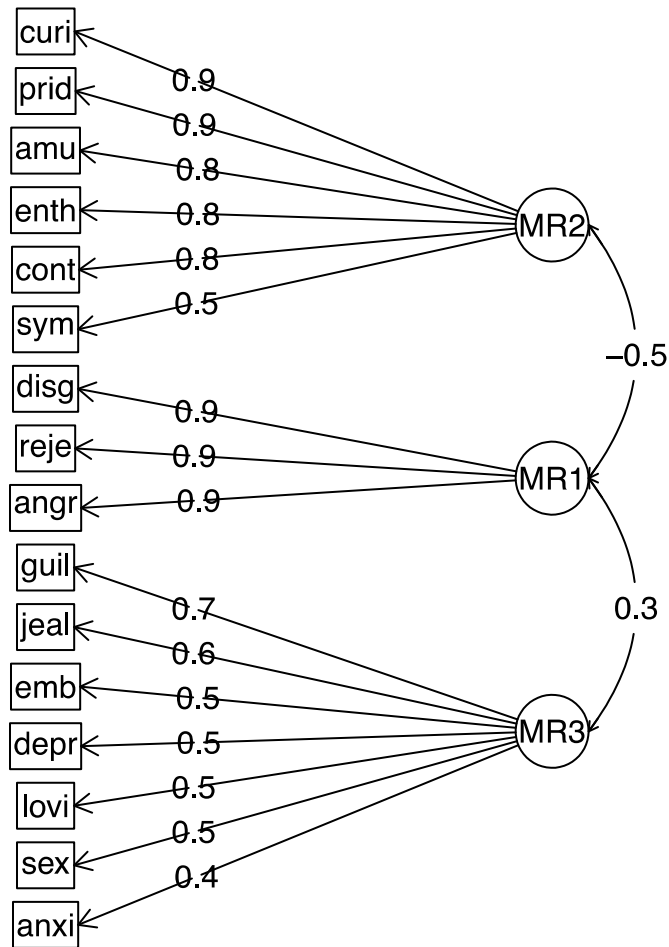 curi
0.9
prid
0.9
amu
0.8
enth
0.8
MR2
cont
0.8
sym
0.5
−0.5
disg
0.9
reje
0.9
MR1
angr
0.9
guil
0.7
0.3
jeal
0.6
emb
0.5
depr
0.5
MR3
lovi
0.5
sex
0.5
anxi
0.4